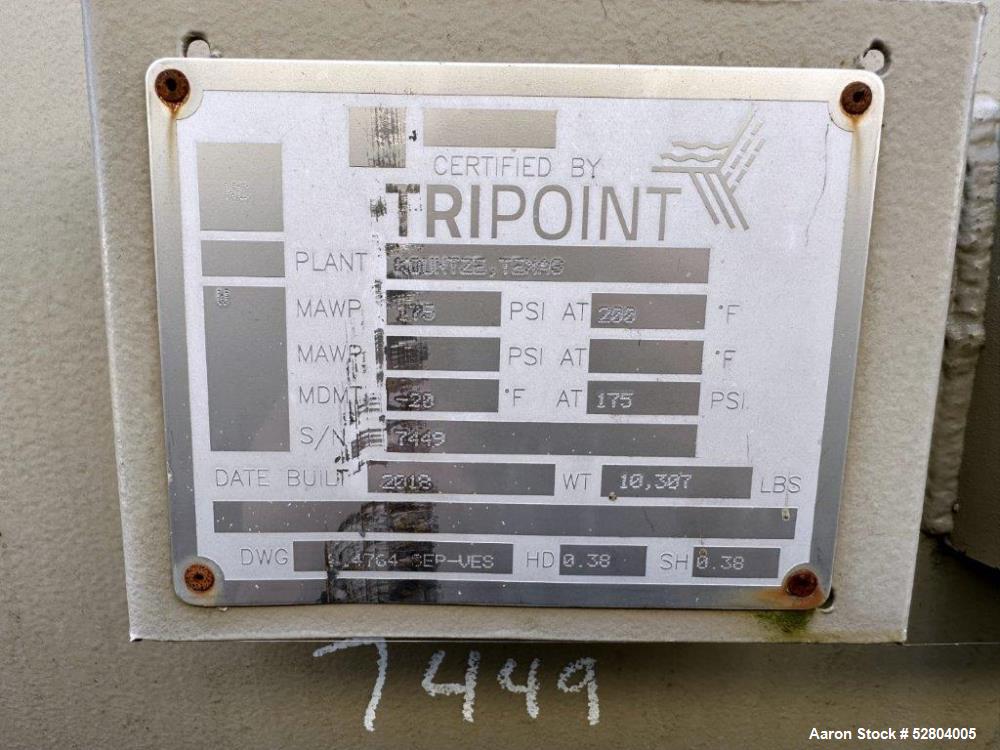 CERTIFIED BY
TRIPOINT
PLANT KOUNTZE, TEXAS
MAWP 175 PSI AT 200 °F
MAWP PSI AT °F
MDMT -20 °F AT 175 PSI.
S/N 7449
DATE BUILT 2018 WT 10,307 LBS
DWG 4764-SEP-VES HD 0.38 SH 0.38
7449
Aaron Stock # 52804005